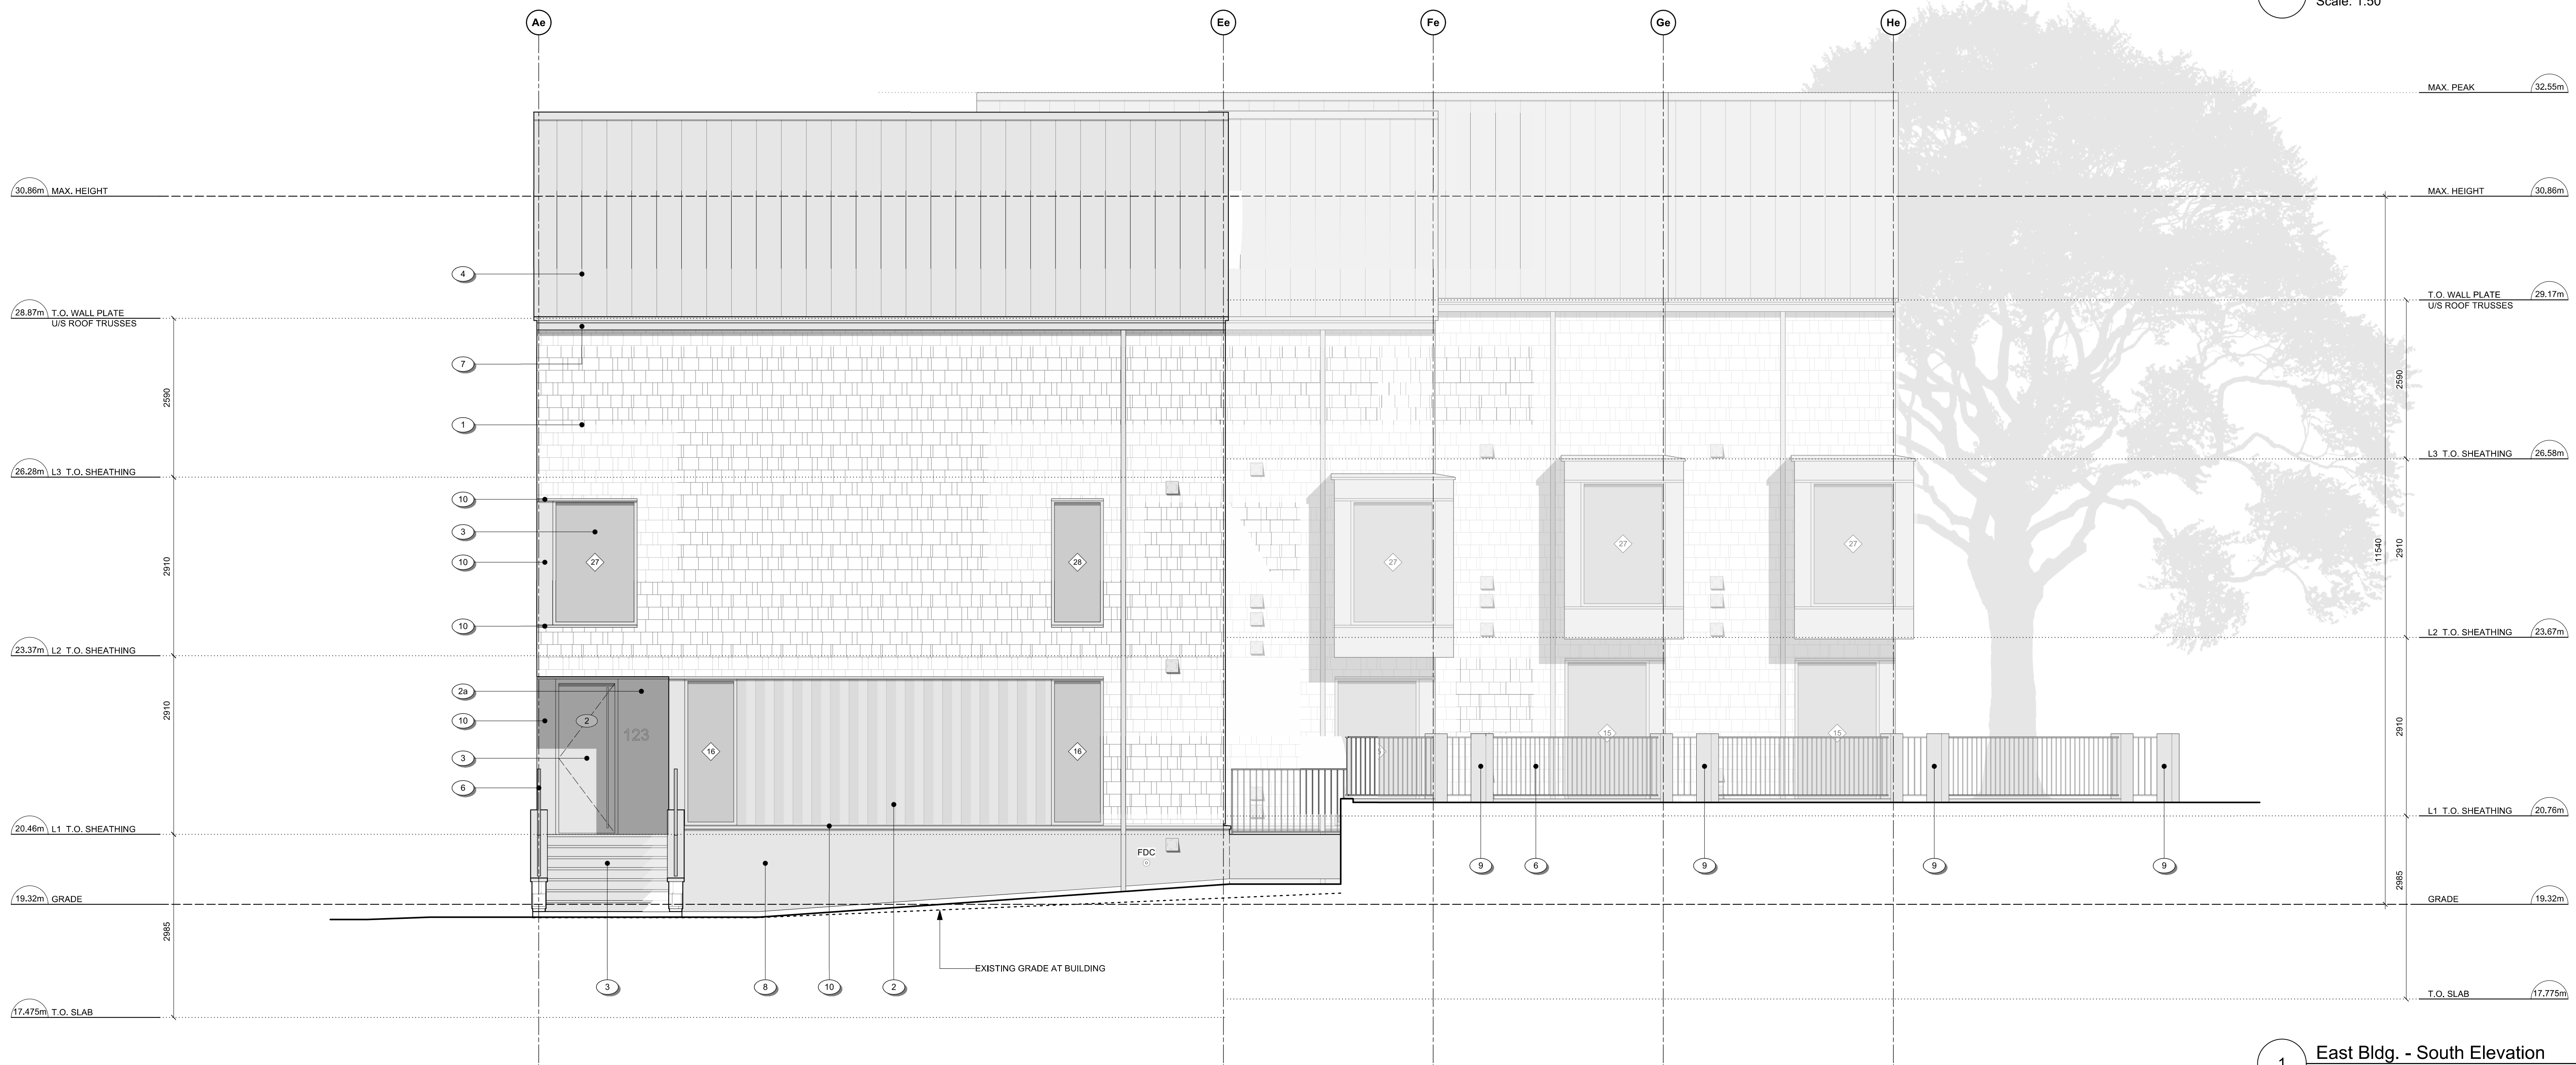 Scale: 1:50
Ae
Ee
Fe
Ge
He
MAX. PEAK 32.55m
30.86m MAX. HEIGHT
MAX. HEIGHT 30.86m
4
28.87m T.O. WALL PLATE
U/S ROOF TRUSSES
T.O. WALL PLATE 29.17m
U/S ROOF TRUSSES
7
2590
2590
1
26.28m L3 T.O. SHEATHING
L3 T.O. SHEATHING 26.58m
10
3
10
27
28
27
27
27
2910
11540
2910
10
23.37m L2 T.O. SHEATHING
L2 T.O. SHEATHING 23.67m
2a
10
2
123
2910
2910
15
15
16
16
3
6
20.46m L1 T.O. SHEATHING
L1 T.O. SHEATHING 20.76m
FDC
9
6
9
9
9
19.32m GRADE
GRADE 19.32m
2985
2985
EXISTING GRADE AT BUILDING
3
8
10
2
17.475m T.O. SLAB
T.O. SLAB 17.775m
1
East Bldg. - South Elevation